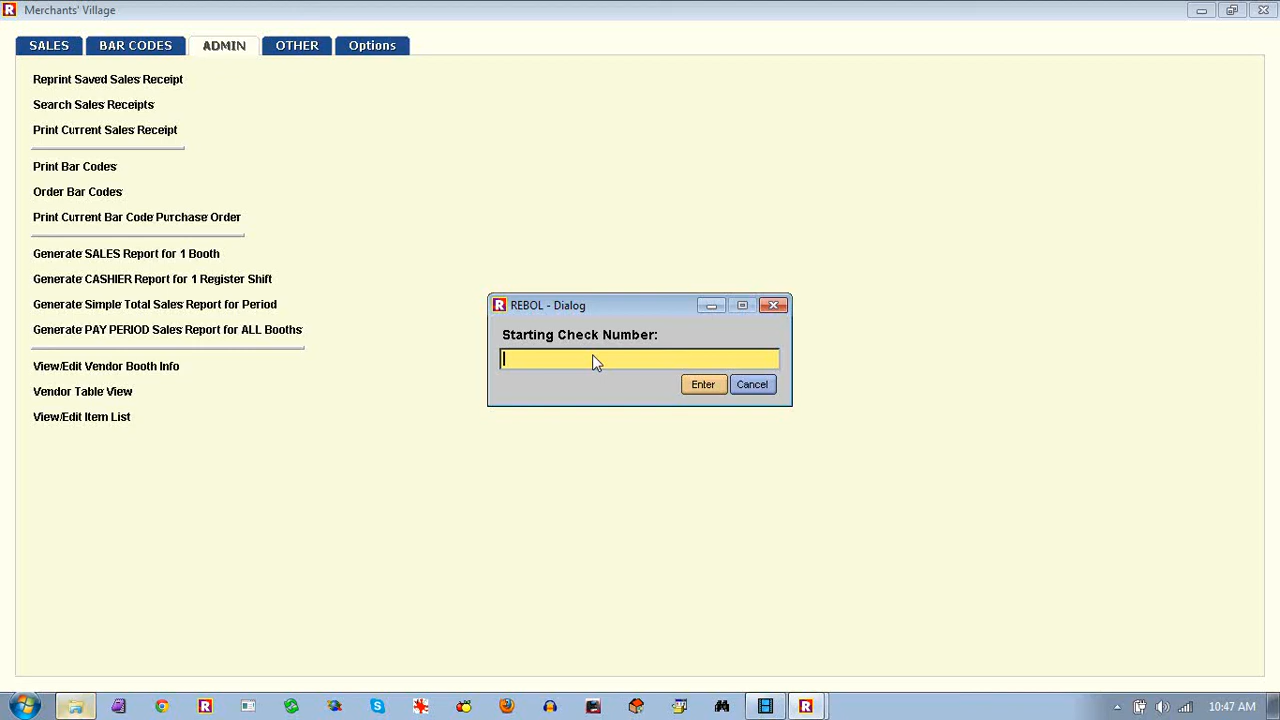 Merchants' Village
SALES BAR CODES ADMIN OTHER Options
Reprint Saved Sales Receipt
Search Sales Receipts
Print Current Sales Receipt
Print Bar Codes
Order Bar Codes
Print Current Bar Code Purchase Order
Generate SALES Report for 1 Booth
Generate CASHIER Report for 1 Register Shift
Generate Simple Total Sales Report for Period
Generate PAY PERIOD Sales Report for ALL Booths
View/Edit Vendor Booth Info
Vendor Table View
View/Edit Item List
REBOL - Dialog
Starting Check Number:
Enter Cancel
10:47 AM